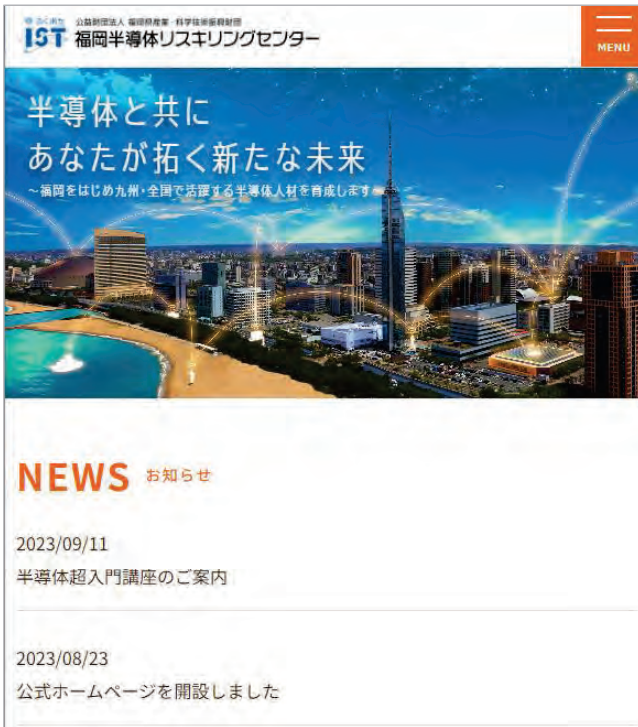 ふくおか
IST
公益財団法人 福岡県産業・科学技術振興財団
福岡半導体リスキリングセンター
MENU
半導体と共に
あなたが拓く新たな未来
～福岡をはじめ九州・全国で活躍する半導体人材を育成します～
NEWS お知らせ
2023/09/11
半導体超入門講座のご案内
2023/08/23
公式ホームページを開設しました